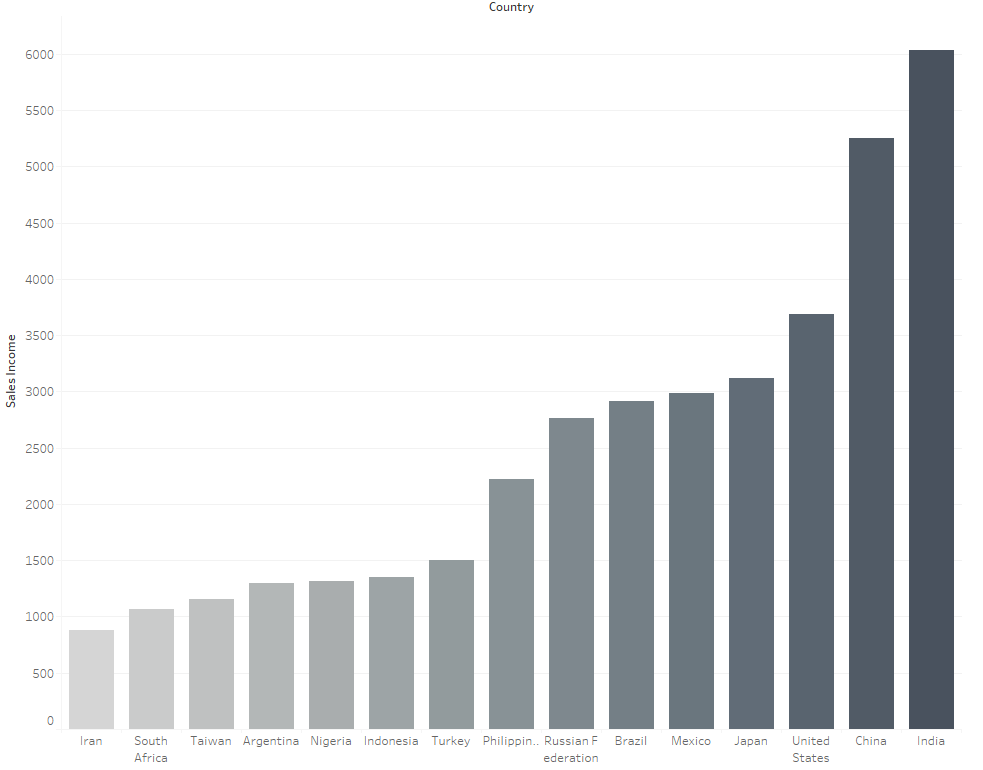 Country
6000
5500
5000
4500
4000
3500
3000
2500
2000
1500
1000
500
0
Sales Income
Iran
South
Africa
Taiwan
Argentina
Nigeria
Indonesia
Turkey
Philippin..
Russian F
ederation
Brazil
Mexico
Japan
United
States
China
India